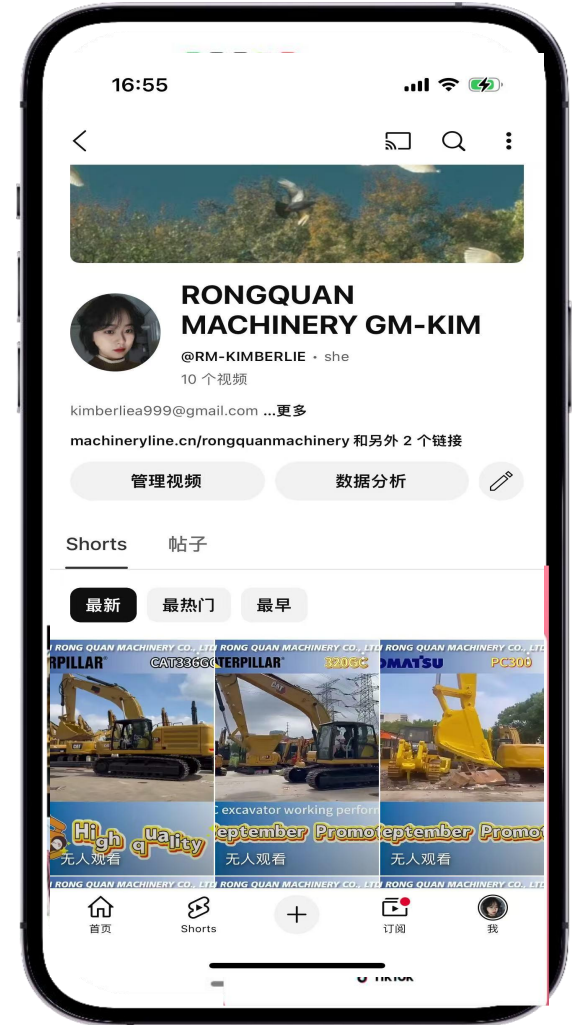 16:55
RONGQUAN
MACHINERY GM-KIM
@RM-KIMBERLIE · she
10 个视频
kimberliea999@gmail.com ...更多
machineryline.cn/rongquanmachinery 和另外 2 个链接
管理视频
数据分析
Shorts
帖子
最新
最热门
最早
RONG QUAN MACHINERY CO., LTD
RONG QUAN MACHINERY CO., LTD
RONG QUAN MACHINERY CO., LTD
RPILLAR
CAT336GC
TERPILLAR
320GC
OMATSU
PC300
CAT
CAT
High quality
无人观看
C excavator working perform
eptember Promot
无人观看
eptember Promot
无人观看
RONG QUAN MACHINERY CO., LTD
RONG QUAN MACHINERY CO., LTD
RONG QUAN MACHINERY CO., LTD
首页
Shorts
订阅
我